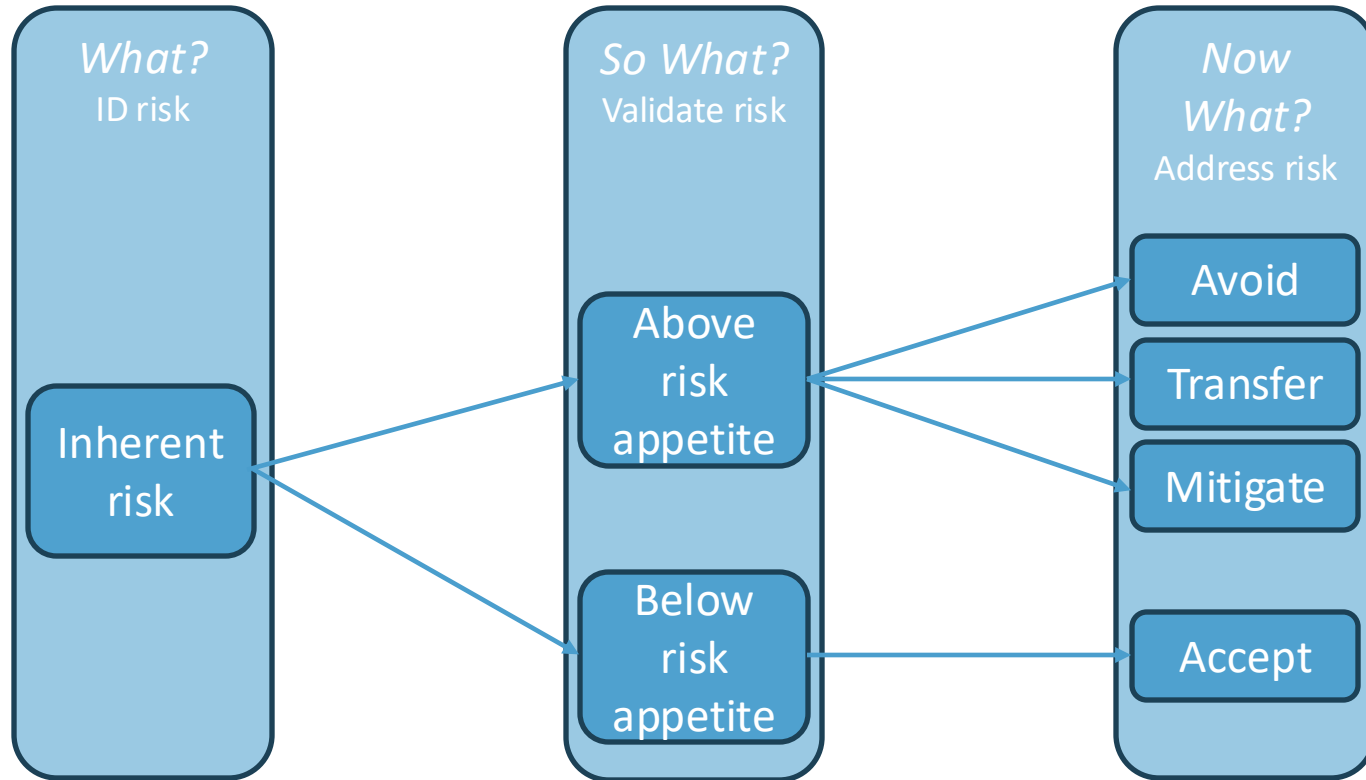 What?
ID risk
Inherent
risk
So What?
Validate risk
Above
risk
appetite
Below
risk
appetite
Now
What?
Address risk
Avoid
Transfer
Mitigate
Accept